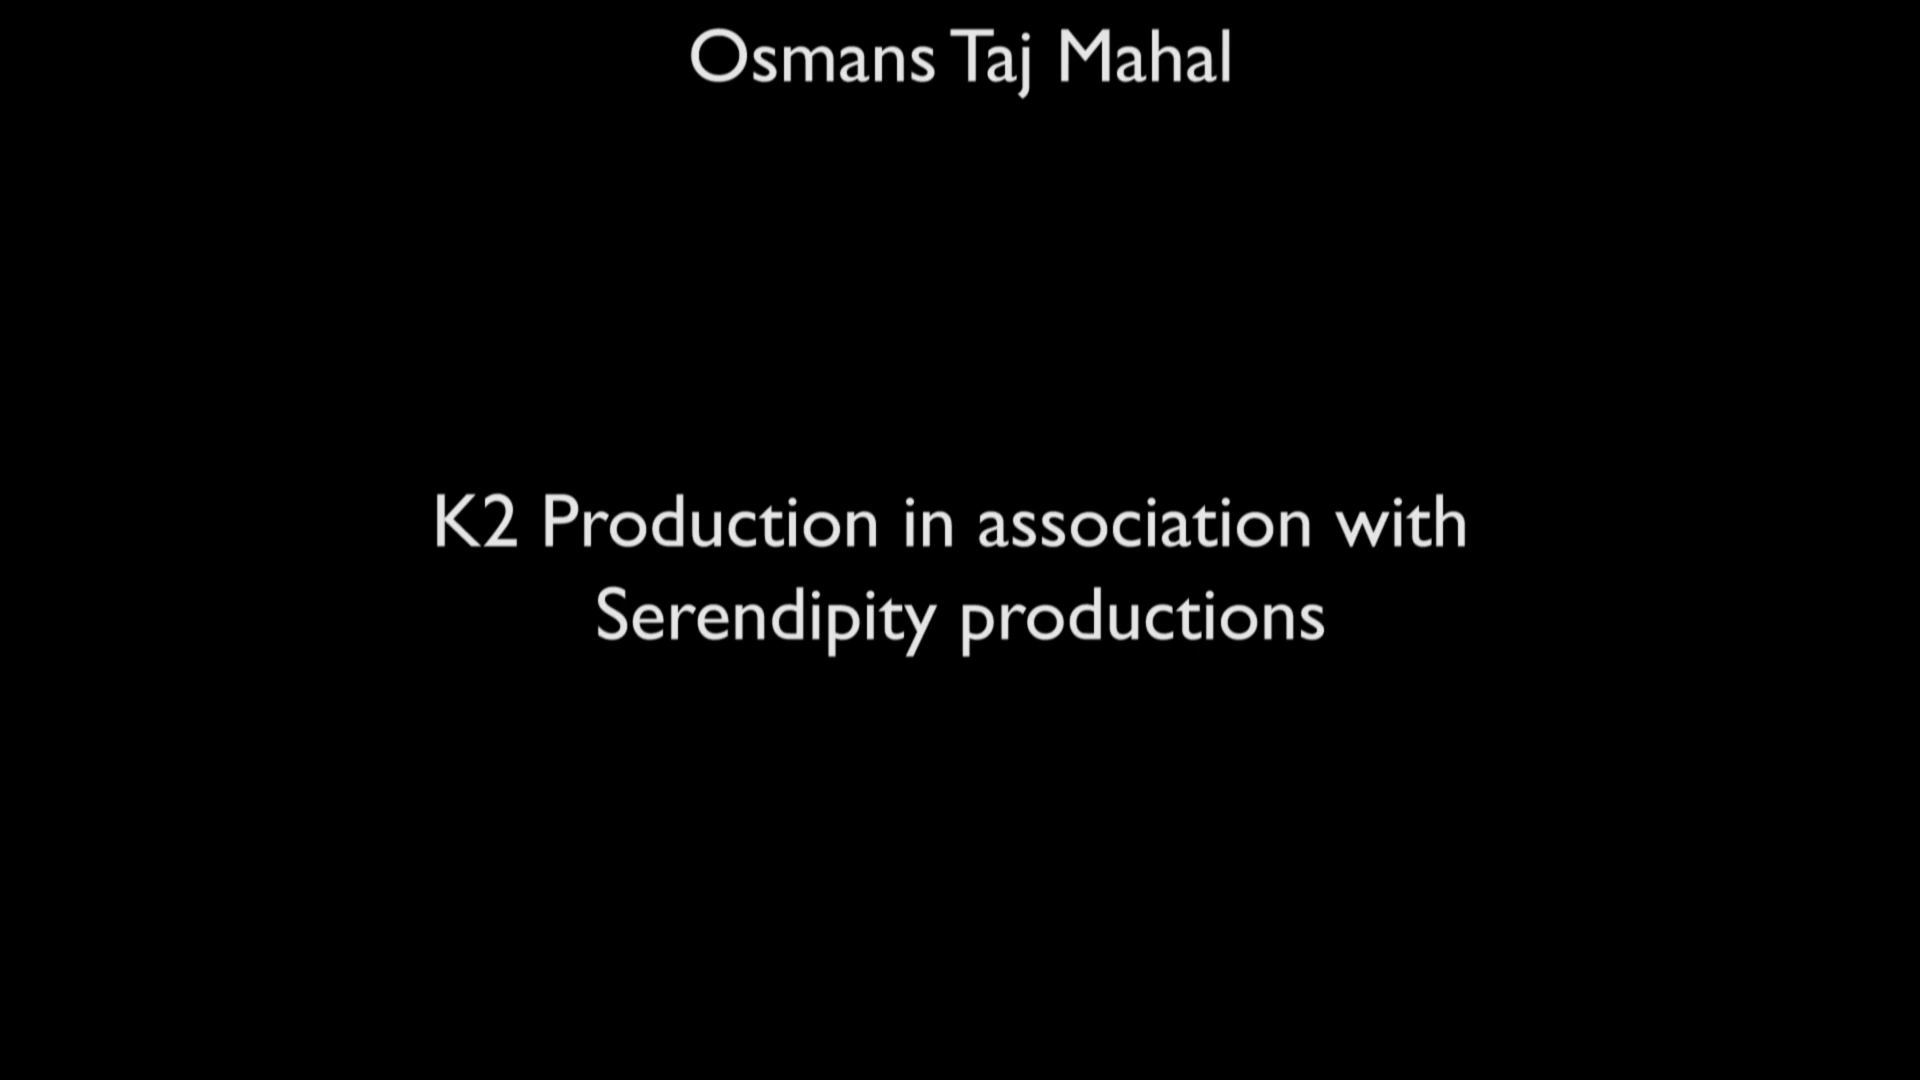 Osmans Taj Mahal
K2 Production in association with
Serendipity productions